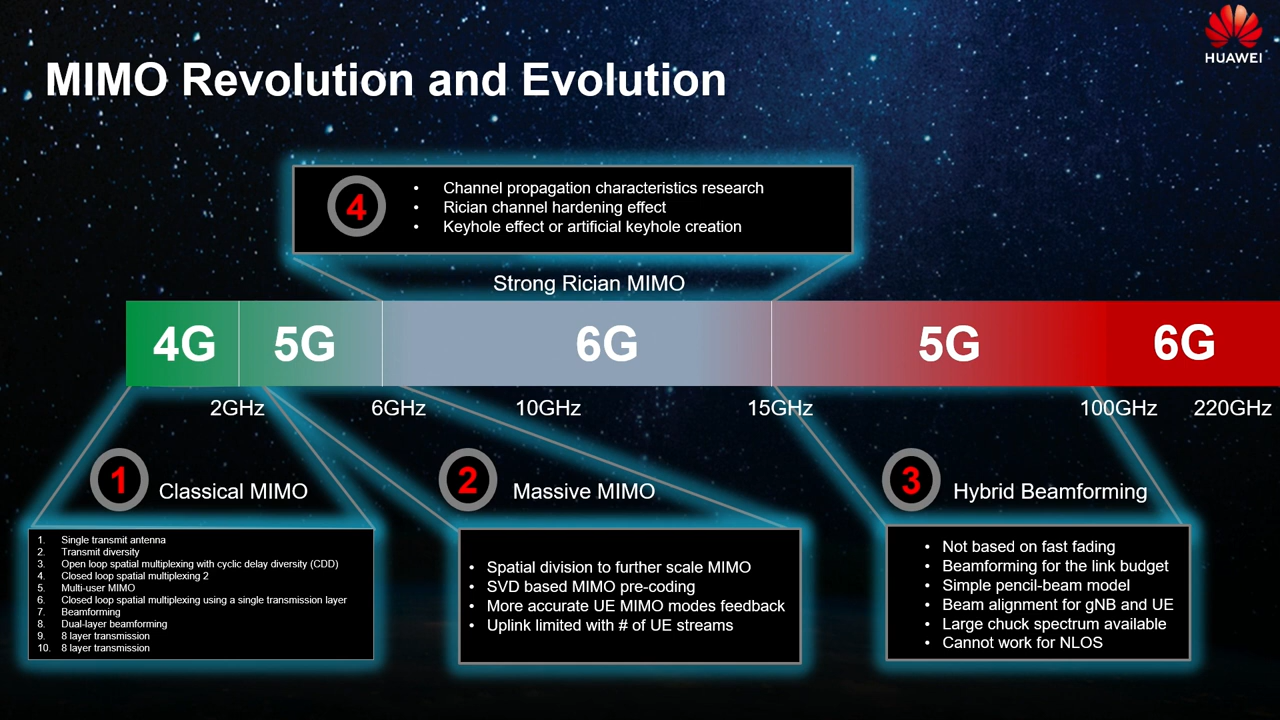 HUAWEI
MIMO Revolution and Evolution
4
• Channel propagation characteristics research
• Rician channel hardening effect
• Keyhole effect or artificial keyhole creation
Strong Rician MIMO
4G 5G 6G 5G 6G
2GHz 6GHz 10GHz 15GHz 100GHz 220GHz
1 Classical MIMO
1. Single transmit antenna
2. Transmit diversity
3. Open loop spatial multiplexing with cyclic delay diversity (CDD)
4. Closed loop spatial multiplexing 2
5. Multi-user MIMO
6. Closed loop spatial multiplexing using a single transmission layer
7. Beamforming
8. Dual-layer beamforming
9. 8 layer transmission
10. 8 layer transmission
2 Massive MIMO
• Spatial division to further scale MIMO
• SVD based MIMO pre-coding
• More accurate UE MIMO modes feedback
• Uplink limited with # of UE streams
3 Hybrid Beamforming
• Not based on fast fading
• Beamforming for the link budget
• Simple pencil-beam model
• Beam alignment for gNB and UE
• Large chuck spectrum available
• Cannot work for NLOS